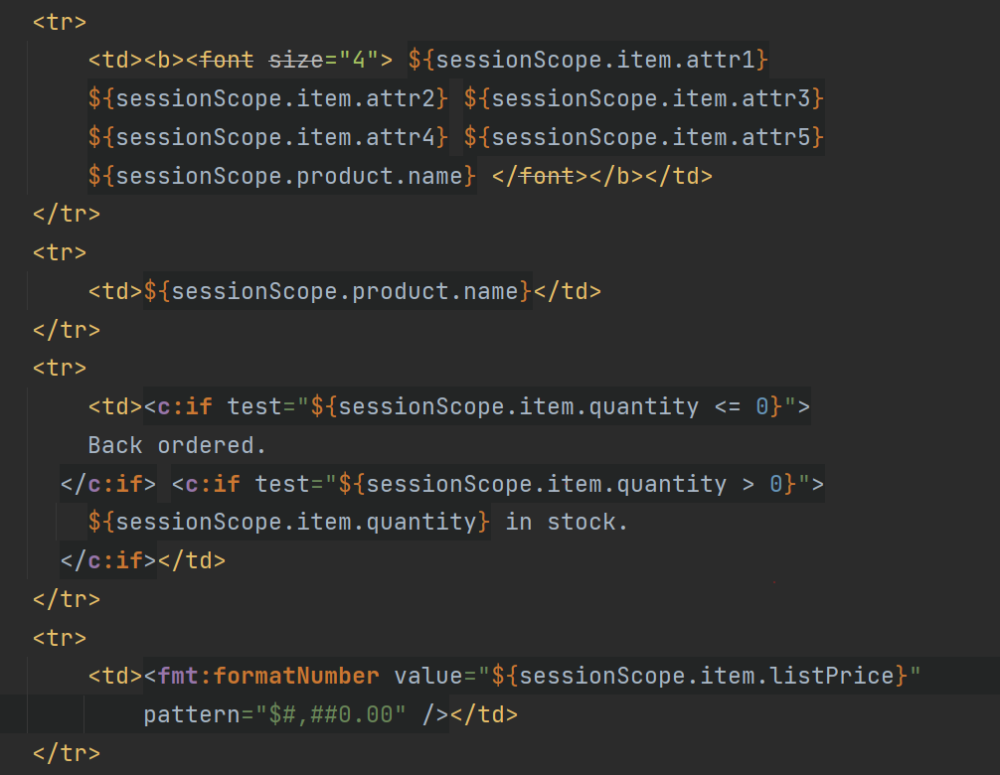 <tr>
<td><b><font size="4"> ${sessionScope.item.attr1}
${sessionScope.item.attr2} ${sessionScope.item.attr3}
${sessionScope.item.attr4} ${sessionScope.item.attr5}
${sessionScope.product.name} </font></b></td>
</tr>
<tr>
<td>${sessionScope.product.name}</td>
</tr>
<tr>
<td><c:if test="${sessionScope.item.quantity <= 0}">
Back ordered.
</c:if> <c:if test="${sessionScope.item.quantity > 0}">
${sessionScope.item.quantity} in stock.
</c:if></td>
</tr>
<tr>
<td><fmt:formatNumber value="${sessionScope.item.listPrice}"
pattern="$#,##0.00" /></td>
</tr>